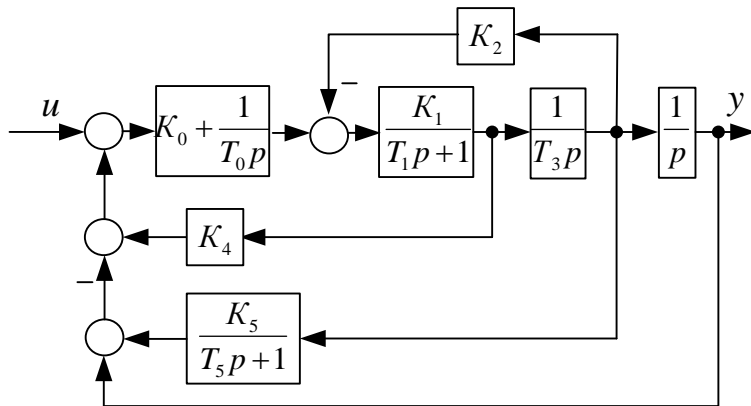 K₂
−
u
K₀ + 1/(T₀p)
K₁/(T₁p+1)
1/(T₃p)
1/p
y
K₄
−
K₅/(T₅p+1)